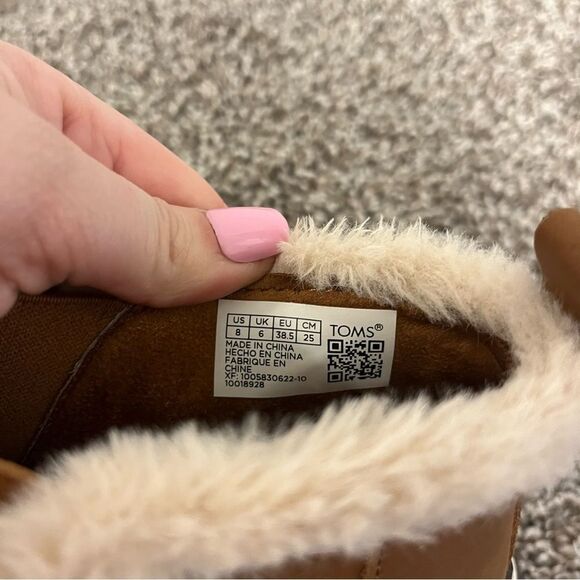 US UK EU CM TOMS®
8 6 38.5 25
MADE IN CHINA
HECHO EN CHINA
FABRIQUE EN
CHINE
XF: 1005830622-10
10018928